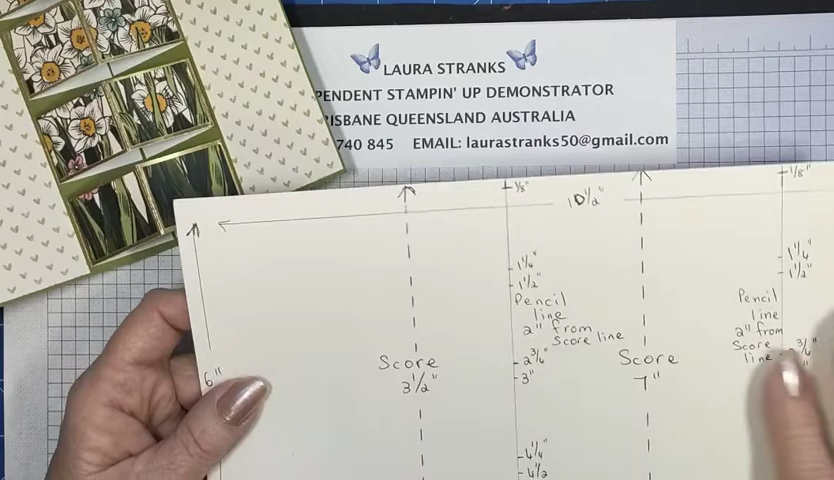 LAURA STRANKS
PENDENT STAMPIN' UP DEMONSTRATOR
RISBANE QUEENSLAND AUSTRALIA
740 845 EMAIL: laurastranks50@gmail.com
1/8"
1/8"
10 1/2"
1 1/4"
1 1/2"
1 1/4"
1 1/2"
Pencil
line
2" from
Score line
Pencil
line
2" from
Score
line
2 3/4"
3"
3/4"
Score
3 1/2"
Score
7"
6"
4 1/4"
4 1/2